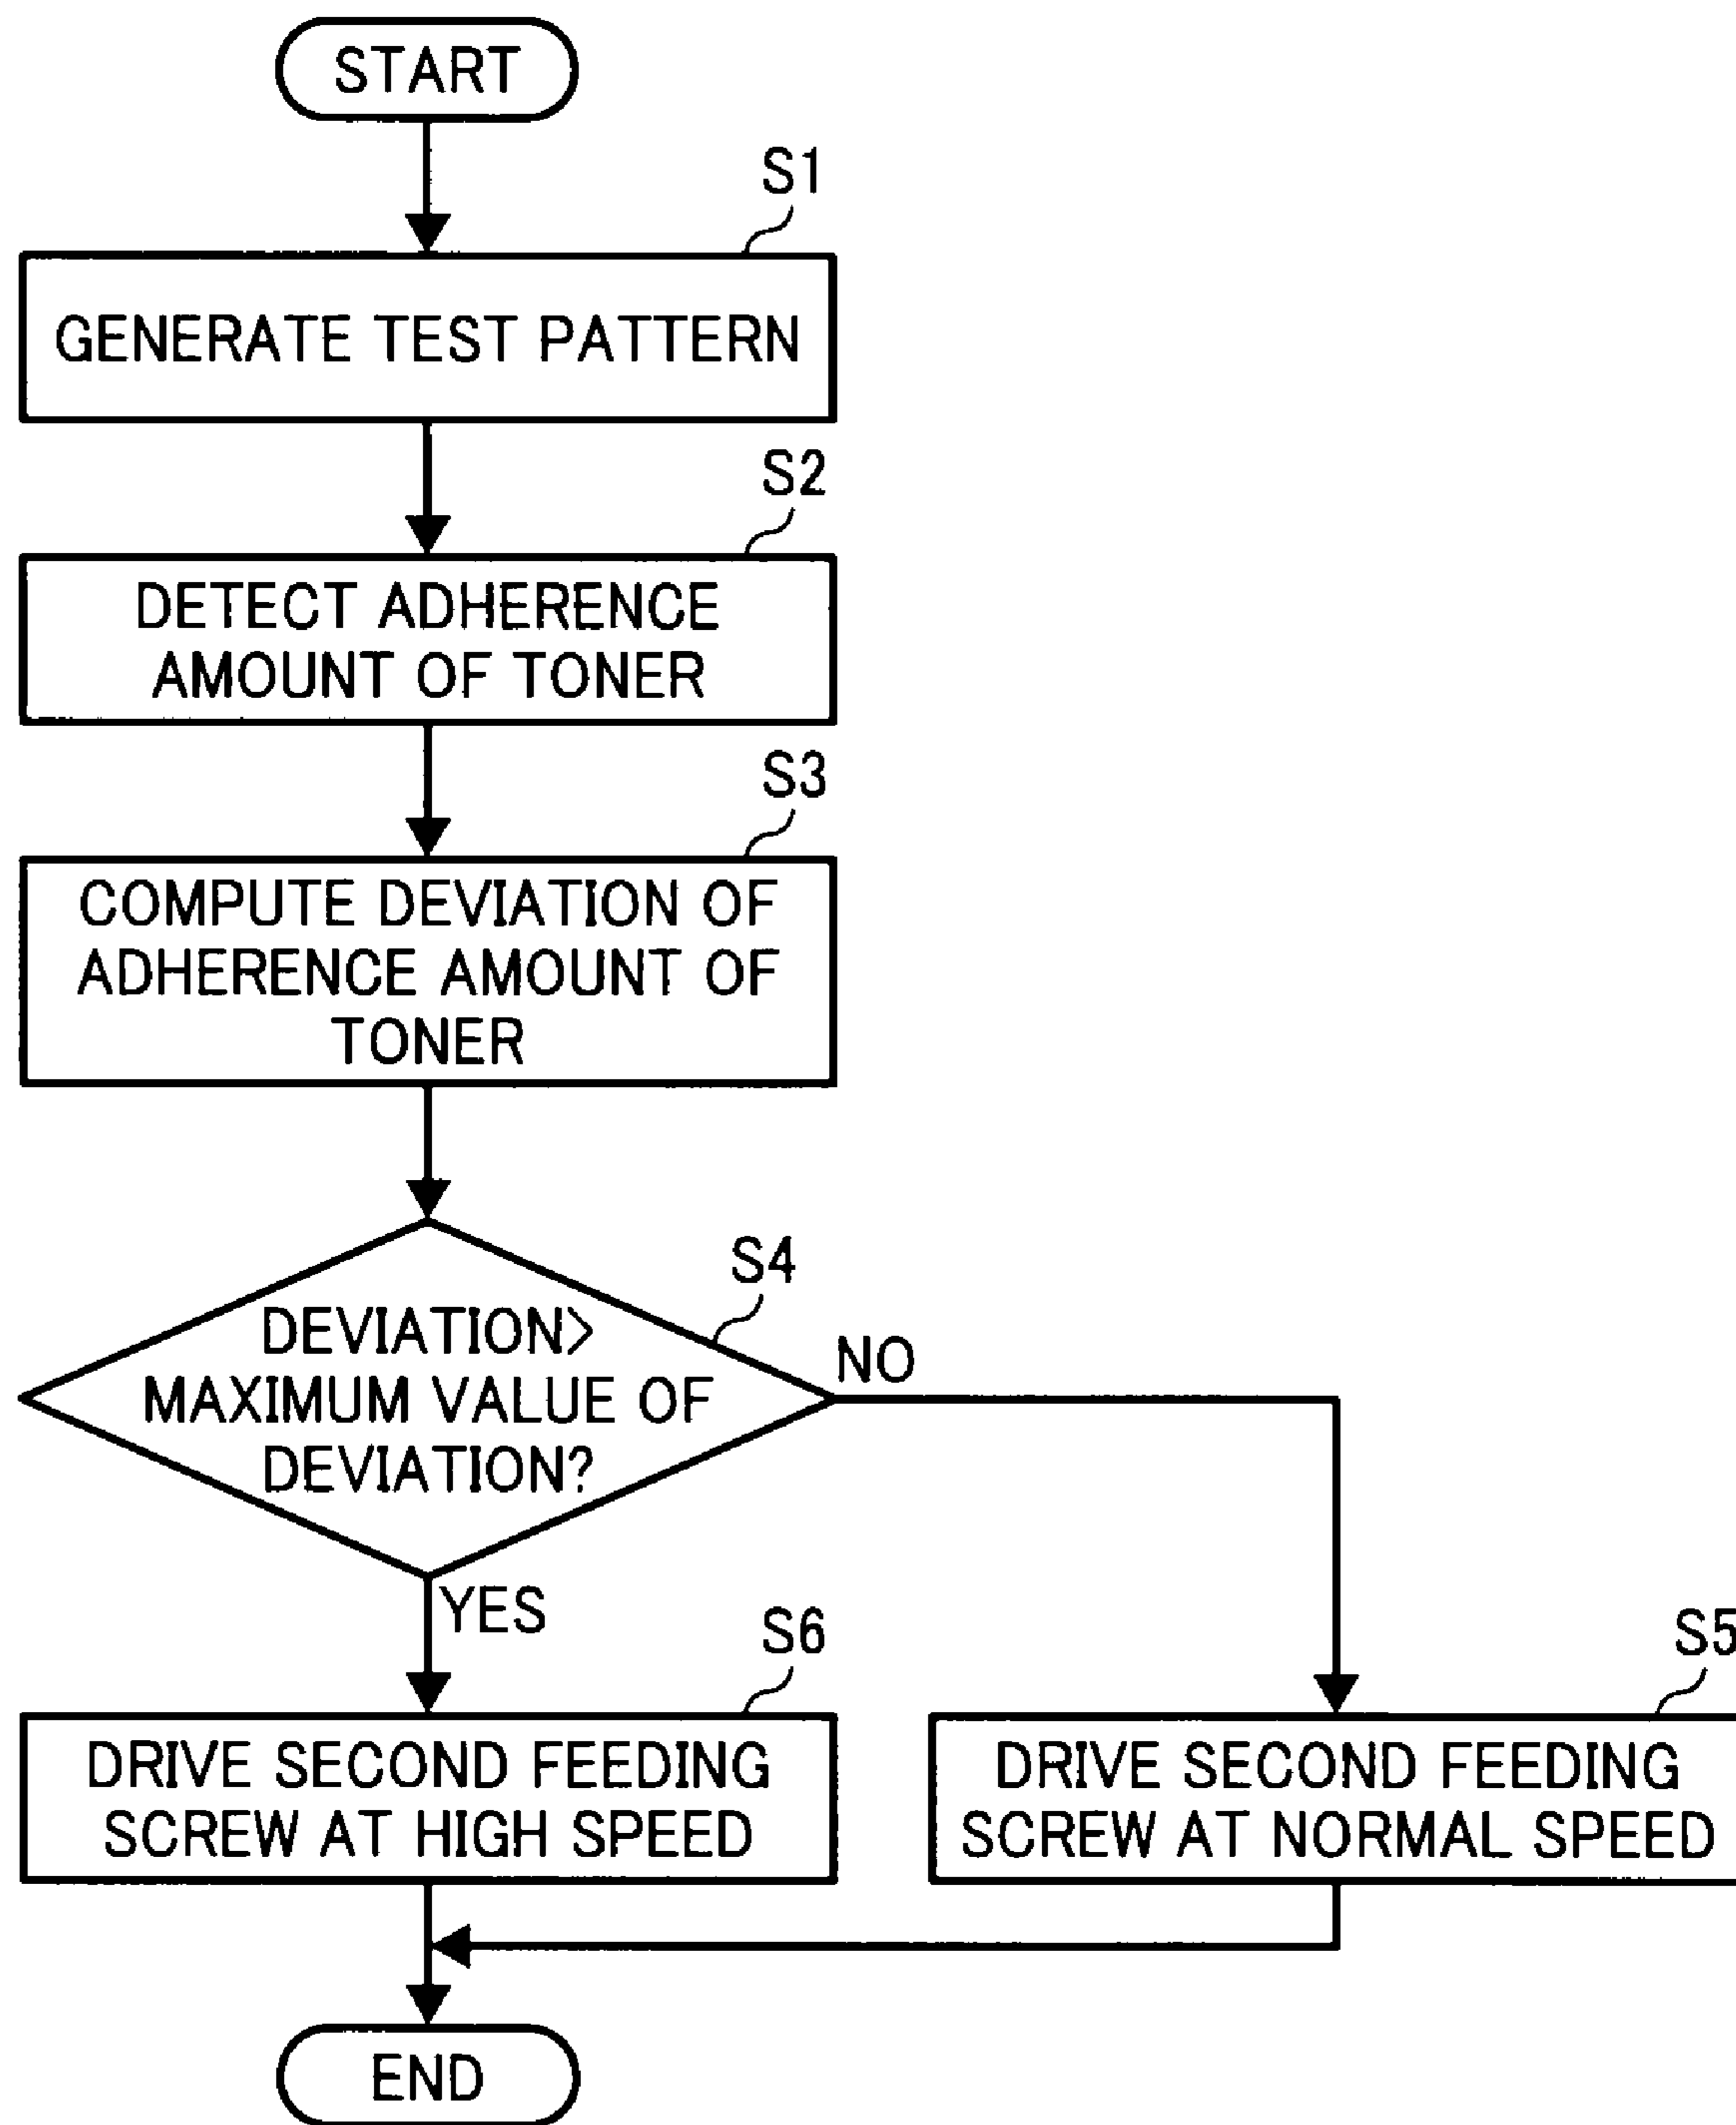 START
S1
GENERATE TEST PATTERN
S2
DETECT ADHERENCE
AMOUNT OF TONER
S3
COMPUTE DEVIATION OF
ADHERENCE AMOUNT OF
TONER
S4
DEVIATION>
MAXIMUM VALUE OF
DEVIATION?
NO
YES
S6
DRIVE SECOND FEEDING
SCREW AT HIGH SPEED
S5
DRIVE SECOND FEEDING
SCREW AT NORMAL SPEED
END